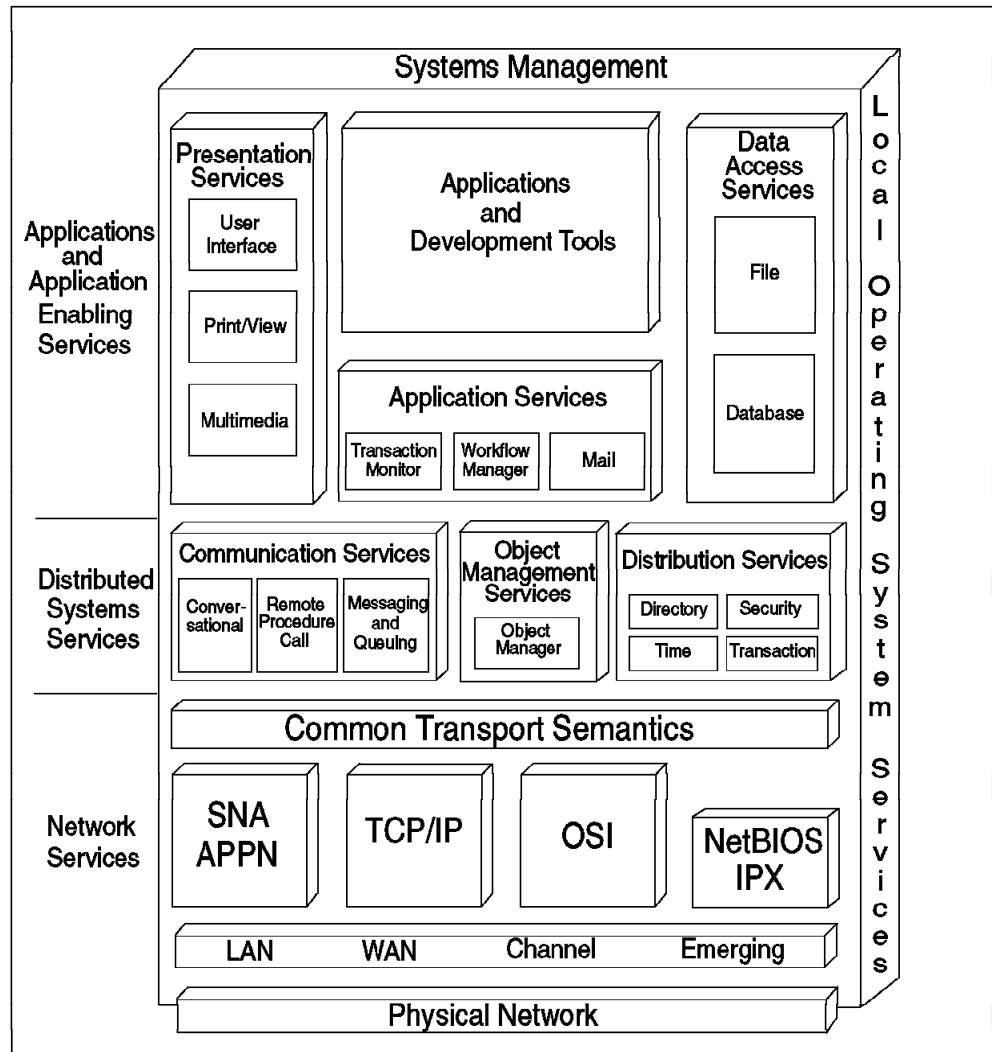 Systems Management
Local Operating System Services
Applications
and
Application
Enabling
Services
Presentation
Services
User
Interface
Print/View
Multimedia
Applications
and
Development Tools
Application Services
Transaction
Monitor
Workflow
Manager
Mail
Data
Access
Services
File
Database
Distributed
Systems
Services
Communication Services
Conver-
sational
Remote
Procedure
Call
Messaging
and
Queuing
Object
Management
Services
Object
Manager
Distribution Services
Directory
Security
Time
Transaction
Network
Services
Common Transport Semantics
SNA
APPN
TCP/IP
OSI
NetBIOS
IPX
LAN WAN Channel Emerging
Physical Network